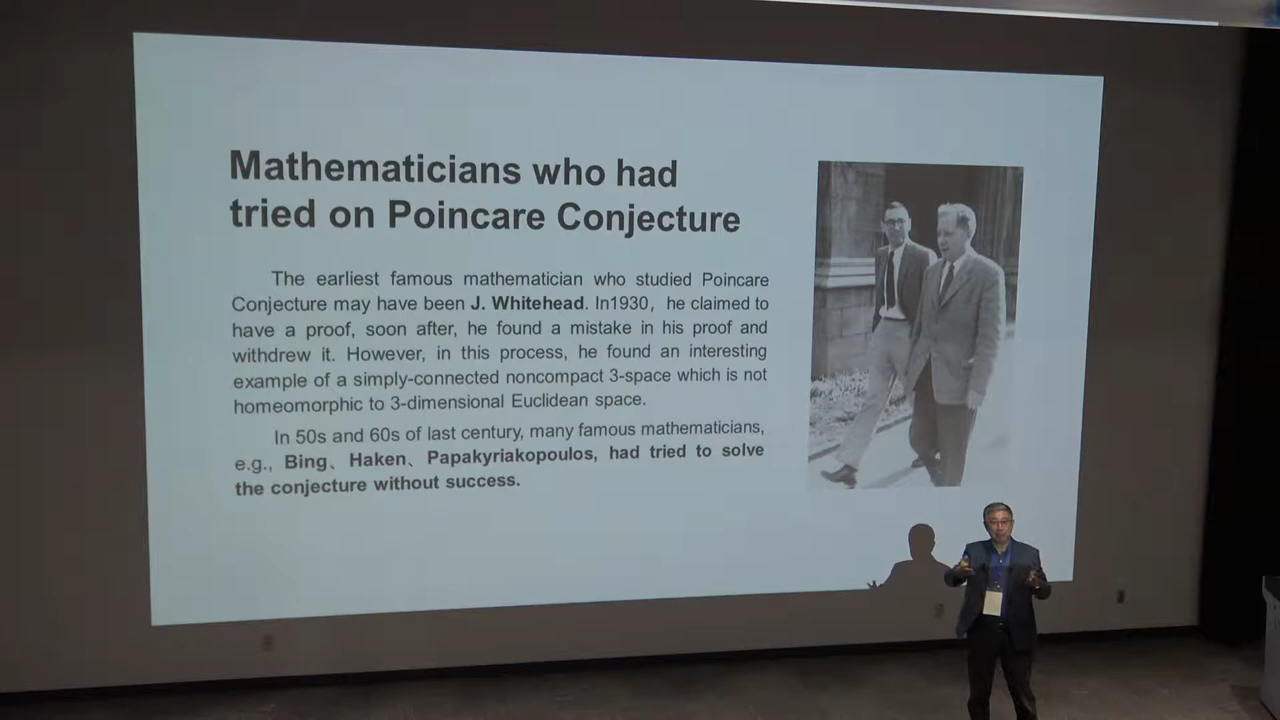 Mathematicians who had
tried on Poincare Conjecture
The earliest famous mathematician who studied Poincare
Conjecture may have been J. Whitehead. In1930, he claimed to
have a proof, soon after, he found a mistake in his proof and
withdrew it. However, in this process, he found an interesting
example of a simply-connected noncompact 3-space which is not
homeomorphic to 3-dimensional Euclidean space.
In 50s and 60s of last century, many famous mathematicians,
e.g., Bing、Haken、Papakyriakopoulos, had tried to solve
the conjecture without success.